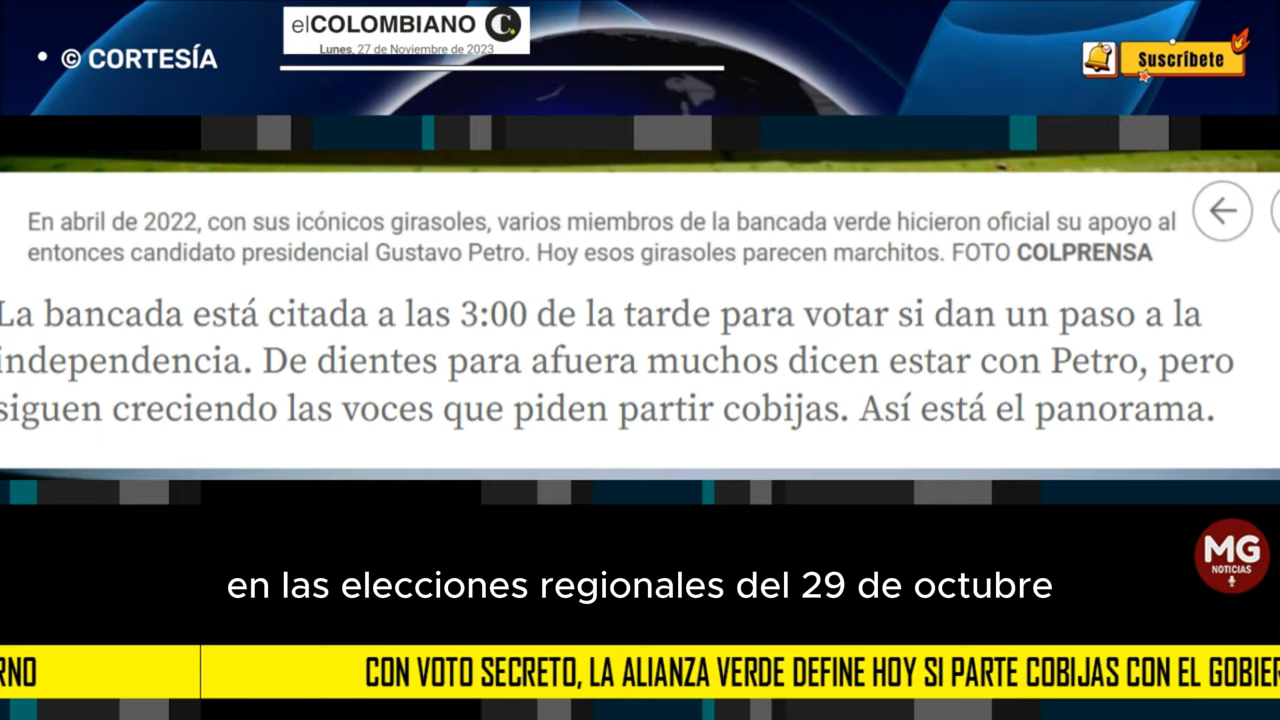 elCOLOMBIANO C.
Lunes, 27 de Noviembre de 2023
• © CORTESÍA
Suscríbete
En abril de 2022, con sus icónicos girasoles, varios miembros de la bancada verde hicieron oficial su apoyo al
entonces candidato presidencial Gustavo Petro. Hoy esos girasoles parecen marchitos. FOTO COLPRENSA
La bancada está citada a las 3:00 de la tarde para votar si dan un paso a la
independencia. De dientes para afuera muchos dicen estar con Petro, pero
siguen creciendo las voces que piden partir cobijas. Así está el panorama.
MG
NOTICIAS
en las elecciones regionales del 29 de octubre
RNO CON VOTO SECRETO, LA ALIANZA VERDE DEFINE HOY SI PARTE COBIJAS CON EL GOBIER